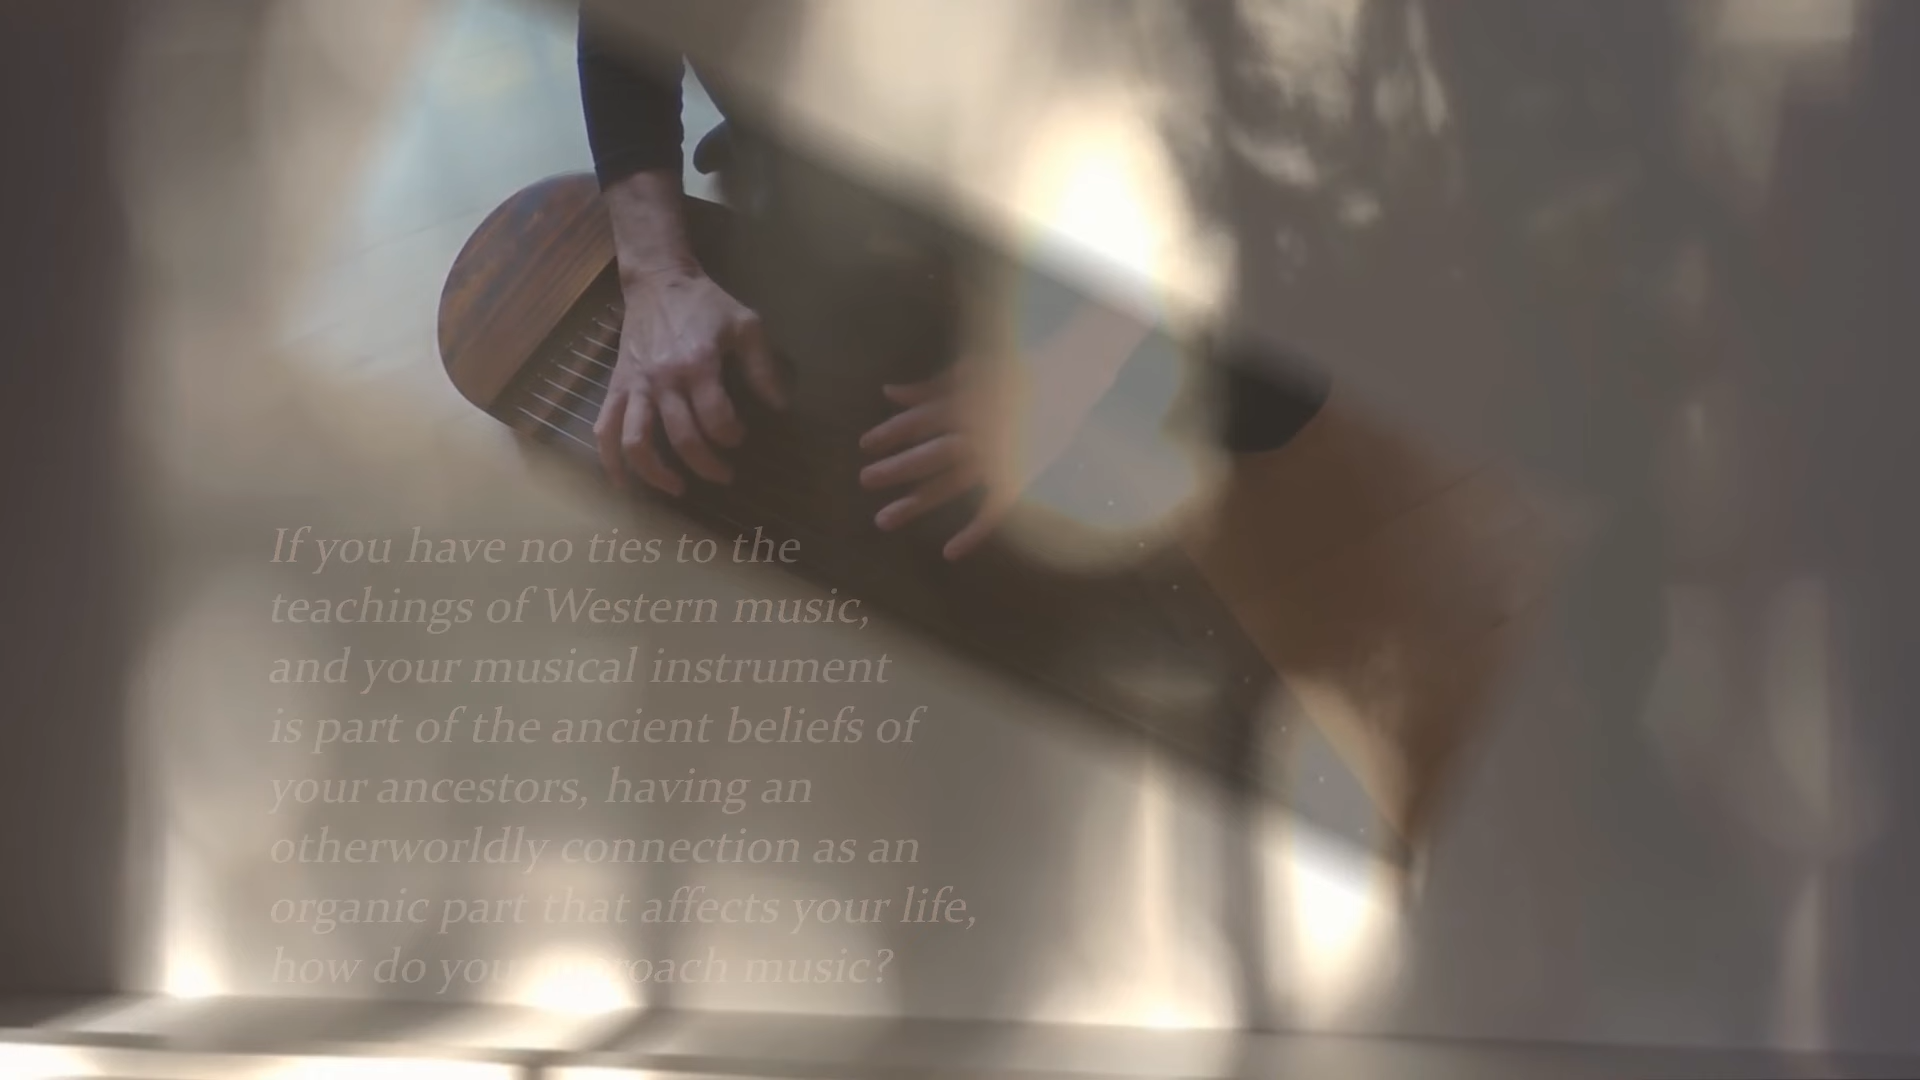 If you have no ties to the
teachings of Western music,
and your musical instrument
is part of the ancient beliefs of
your ancestors, having an
otherworldly connection as an
organic part that affects your life,
how do you approach music?